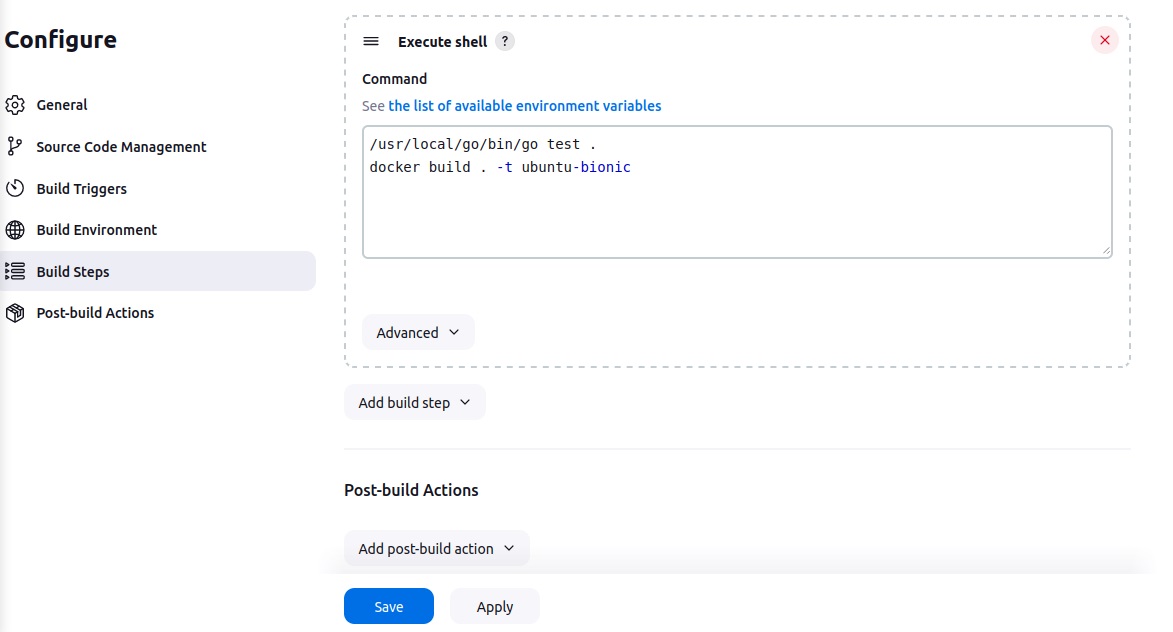 Configure
General
Source Code Management
Build Triggers
Build Environment
Build Steps
Post-build Actions
Execute shell ?
Command
See the list of available environment variables
/usr/local/go/bin/go test .
docker build . -t ubuntu-bionic
Advanced
Add build step
Post-build Actions
Add post-build action
Save Apply